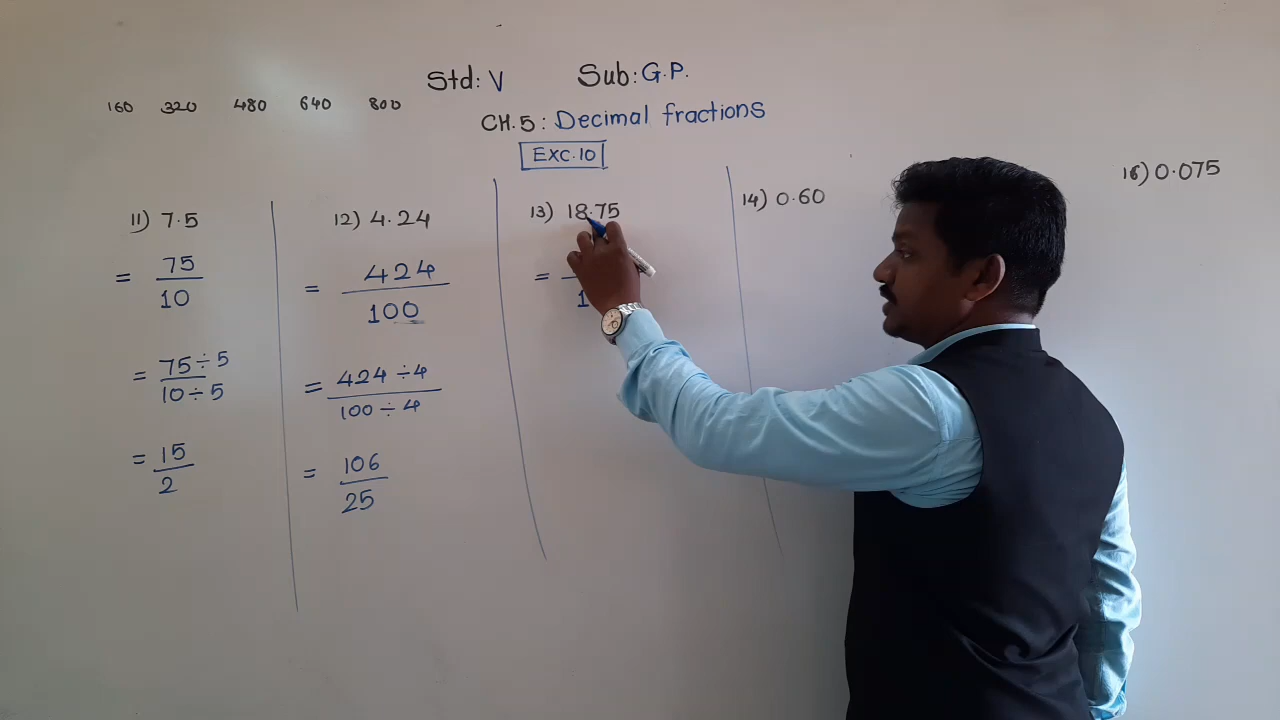 Std: V Sub: G.P.
160 320 480 640 800
CH.5 : Decimal fractions
EXC.10
11) 7.5
= 75
10
= 75 ÷ 5
10 ÷ 5
= 15
2
12) 4.24
= 424
100
= 424 ÷ 4
100 ÷ 4
= 106
25
13) 18.75
=
1
14) 0.60
16) 0.075